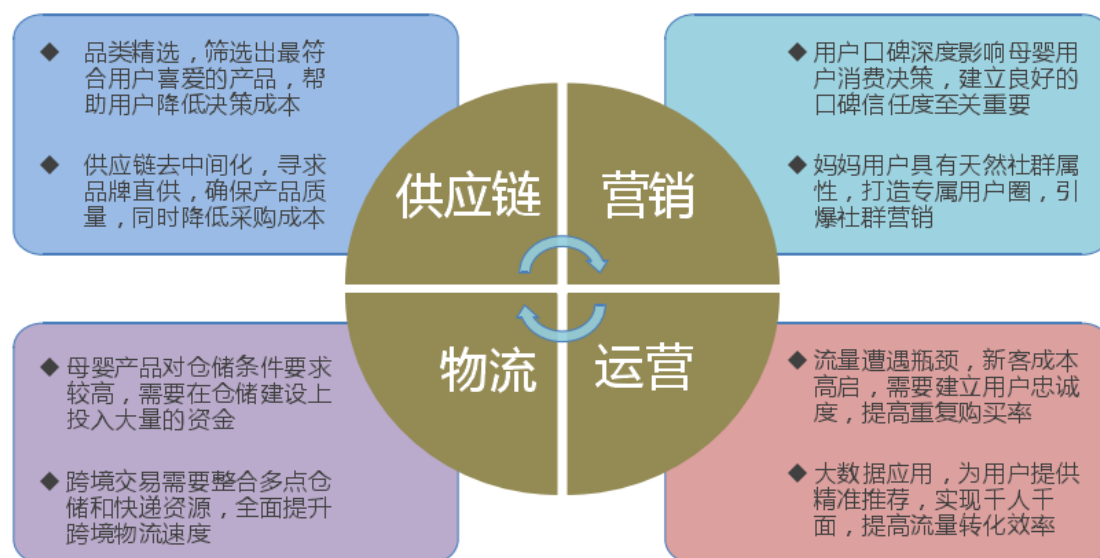 品类精选，筛选出最符
合用户喜爱的产品，帮
助用户降低决策成本
供应链去中间化，寻求
品牌直供，确保产品质
量，同时降低采购成本
用户口碑深度影响母婴用
户消费决策，建立良好的
口碑信任度至关重要
妈妈用户具有天然社群属
性，打造专属用户圈，引
爆社群营销
供应链
营销
物流
运营
母婴产品对仓储条件要求
较高，需要在仓储建设上
投入大量的资金
跨境交易需要整合多点仓
储和快递资源，全面提升
跨境物流速度
流量遭遇瓶颈，新客成本
高启，需要建立用户忠诚
度，提高重复购买率
大数据应用，为用户提供
精准推荐，实现千人千
面，提高流量转化效率